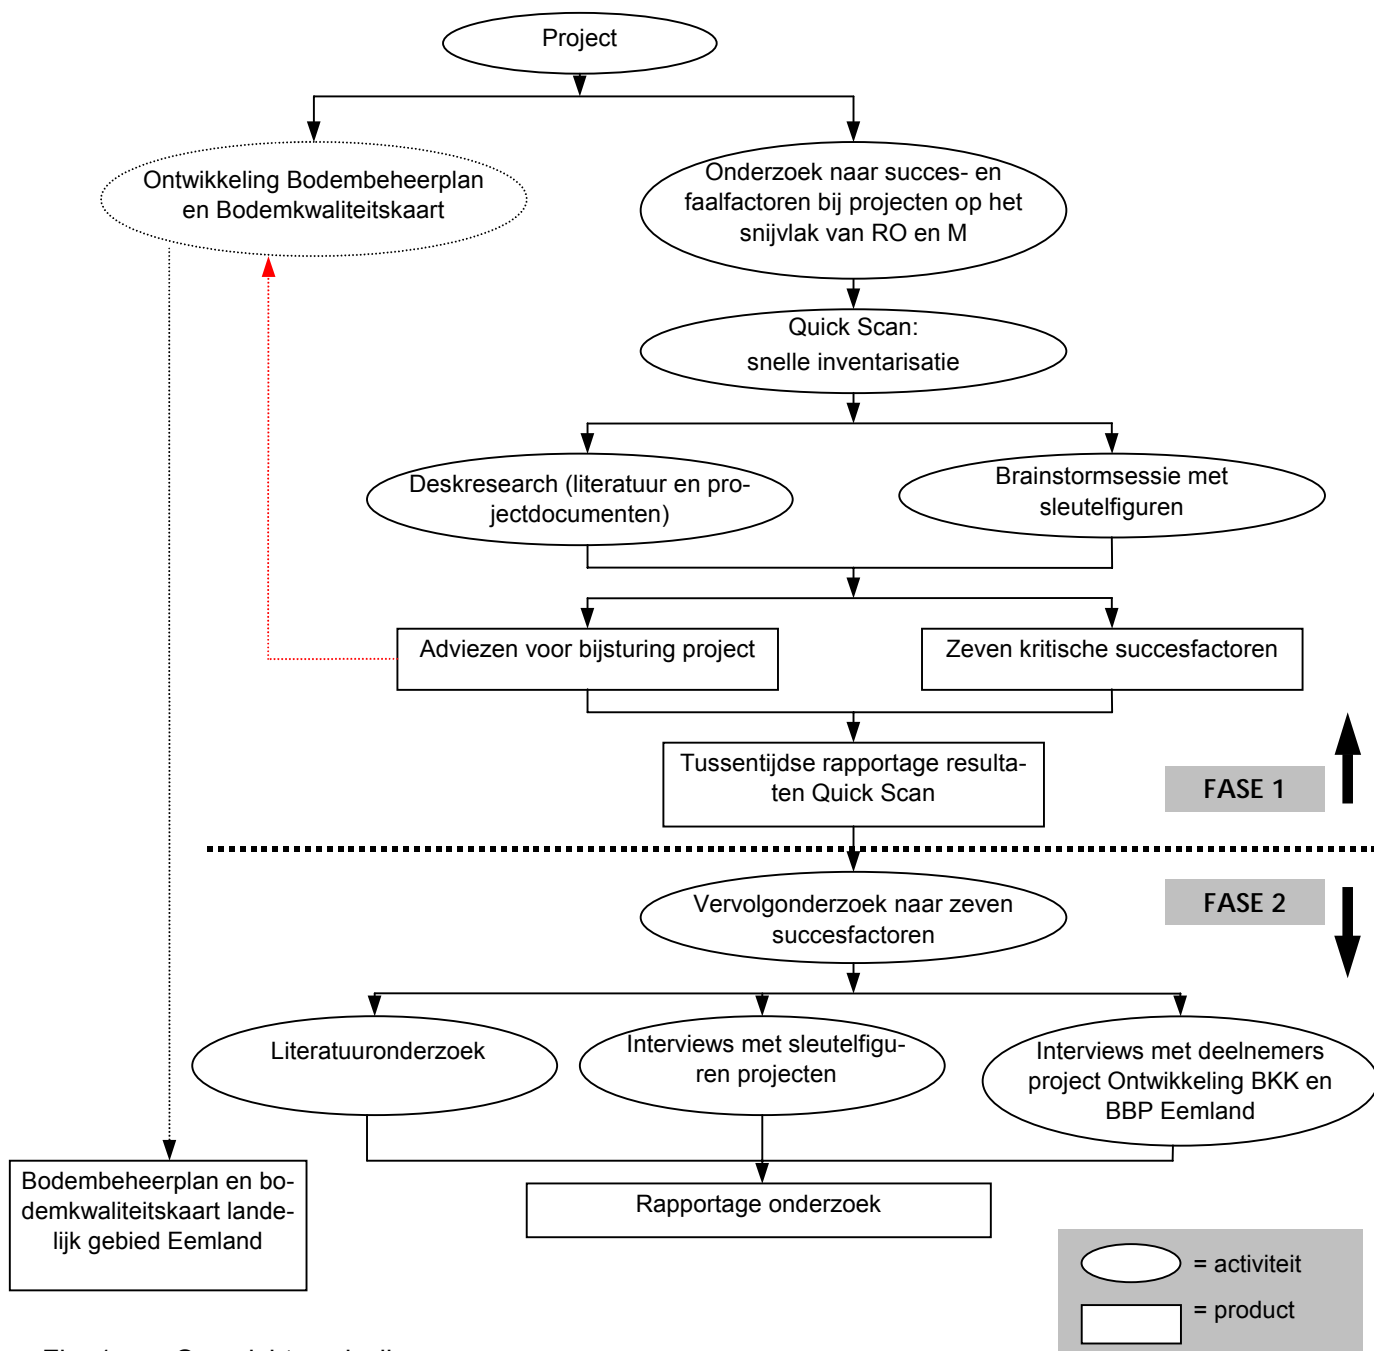 Project
Ontwikkeling Bodembeheerplan
en Bodemkwaliteitskaart
Onderzoek naar succes- en
faalfactoren bij projecten op het
snijvlak van RO en M
Quick Scan:
snelle inventarisatie
Deskresearch (literatuur en pro-
jectdocumenten)
Brainstormsessie met
sleutelfiguren
Adviezen voor bijsturing project
Zeven kritische succesfactoren
Tussentijdse rapportage resulta-
ten Quick Scan
FASE 1
FASE 2
Vervolgonderzoek naar zeven
succesfactoren
Literatuuronderzoek
Interviews met sleutelfigu-
ren projecten
Interviews met deelnemers
project Ontwikkeling BKK en
BBP Eemland
Bodembeheerplan en bo-
demkwaliteitskaart lande-
lijk gebied Eemland
Rapportage onderzoek
= activiteit
= product